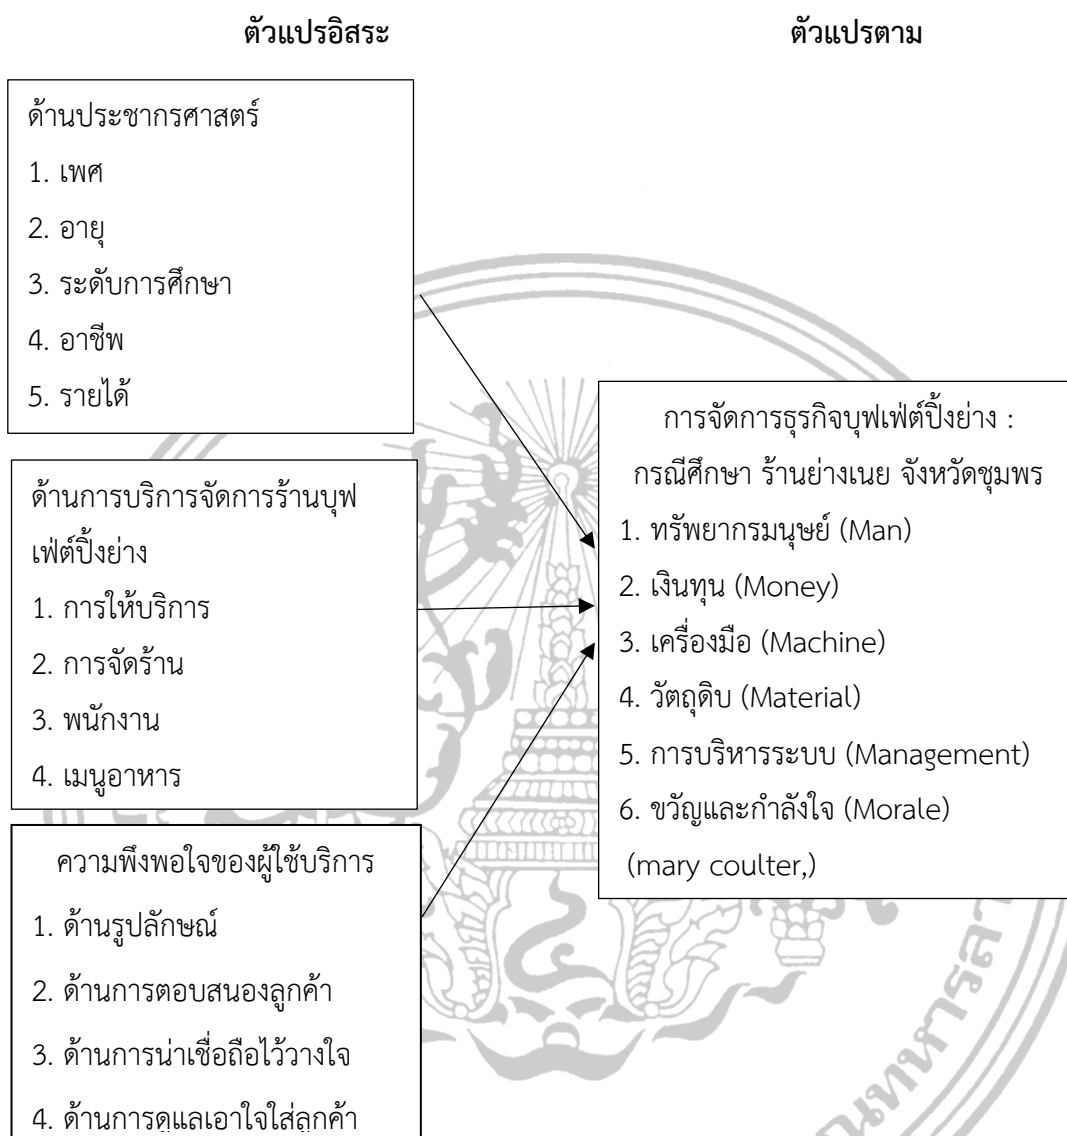 ตัวแปรอิสระ
ตัวแปรตาม
ด้านประชากรศาสตร์
1. เพศ
2. อายุ
3. ระดับการศึกษา
4. อาชีพ
5. รายได้
ด้านการบริการจัดการร้านบุฟ
เฟ่ต์ปิ้งย่าง
1. การให้บริการ
2. การจัดร้าน
3. พนักงาน
4. เมนูอาหาร
ความพึงพอใจของผู้ใช้บริการ
1. ด้านรูปลักษณ์
2. ด้านการตอบสนองลูกค้า
3. ด้านการน่าเชื่อถือไว้วางใจ
4. ด้านการดูแลเอาใจใส่ลูกค้า
การจัดการธุรกิจบุฟเฟ่ต์ปิ้งย่าง :
กรณีศึกษา ร้านย่างเนย จังหวัดชุมพร
1. ทรัพยากรมนุษย์ (Man)
2. เงินทุน (Money)
3. เครื่องมือ (Machine)
4. วัตถุดิบ (Material)
5. การบริหารระบบ (Management)
6. ขวัญและกำลังใจ (Morale)
(mary coulter,)